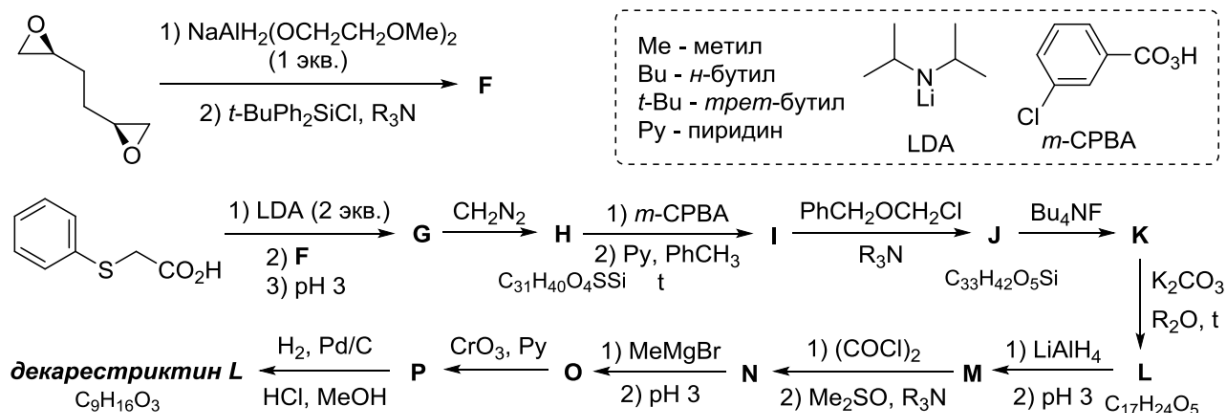 O
O
1) NaAlH2(OCH2CH2OMe)2
(1 экв.)
2) t-BuPh2SiCl, R3N
F
Me - метил
Bu - н-бутил
t-Bu - трет-бутил
Py - пиридин
N
Li
LDA
CO3H
Cl
m-CPBA
S
CO2H
1) LDA (2 экв.)
2) F
3) pH 3
G
CH2N2
H
C31H40O4SSi
1) m-CPBA
2) Py, PhCH3
t
I
PhCH2OCH2Cl
R3N
J
C33H42O5Si
Bu4NF
K
K2CO3
R2O, t
L
C17H24O5
1) LiAlH4
2) pH 3
M
1) (COCl)2
2) Me2SO, R3N
N
1) MeMgBr
2) pH 3
O
CrO3, Py
P
H2, Pd/C
HCl, MeOH
декарестриктин L
C9H16O3